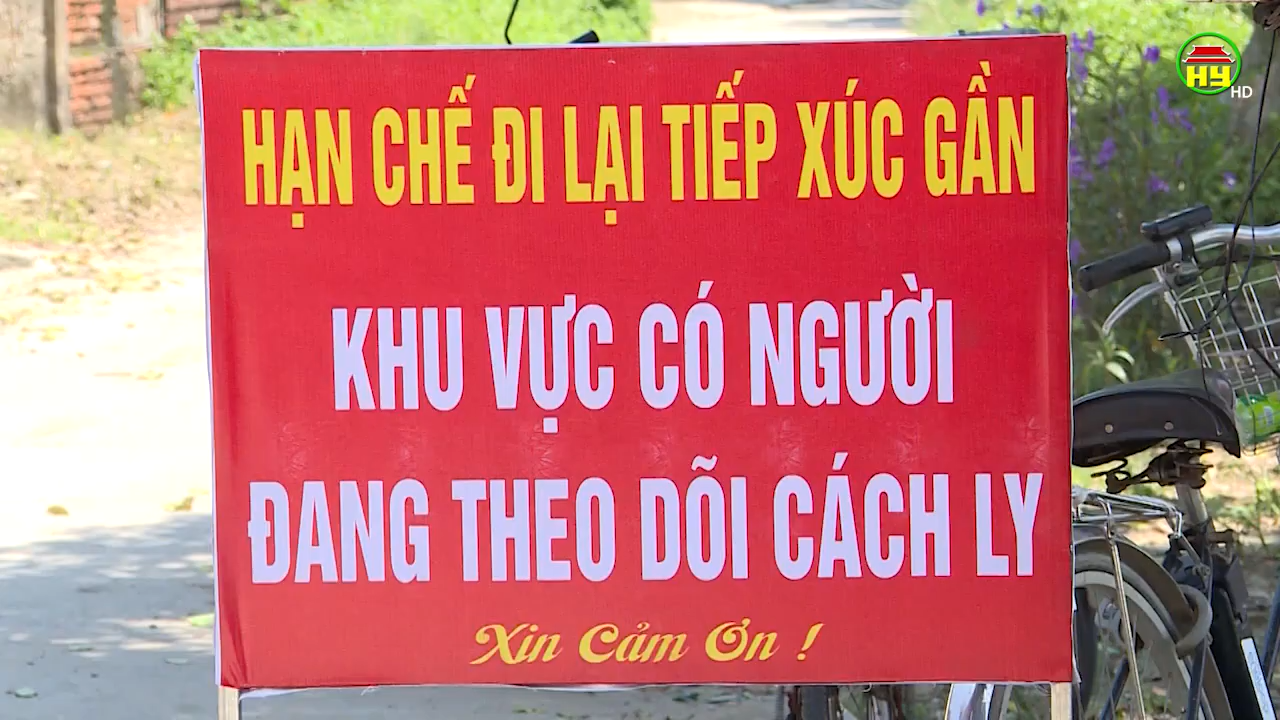 HẠN CHẾ ĐI LẠI TIẾP XÚC GẦN
KHU VỰC CÓ NGƯỜI
ĐANG THEO DÕI CÁCH LY
Xin Cảm Ơn !
HY
HD